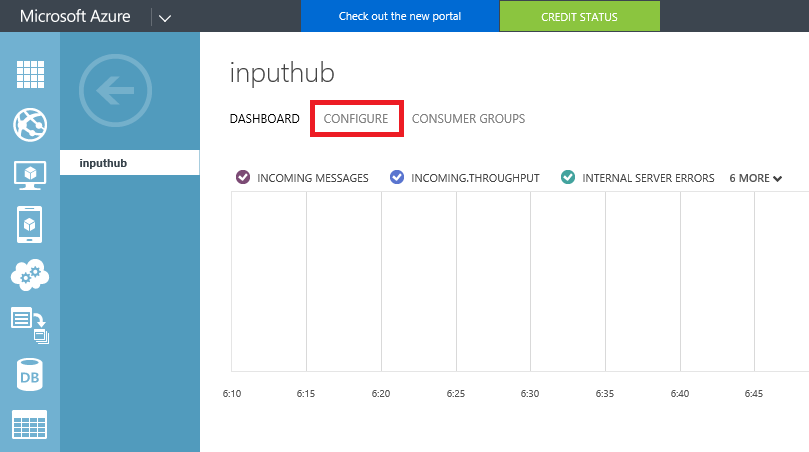 Microsoft Azure Check out the new portal CREDIT STATUS
inputhub
DASHBOARD CONFIGURE CONSUMER GROUPS
inputhub
INCOMING MESSAGES INCOMING.THROUGHPUT INTERNAL SERVER ERRORS 6 MORE
DB
6:10 6:15 6:20 6:25 6:30 6:35 6:40 6:45